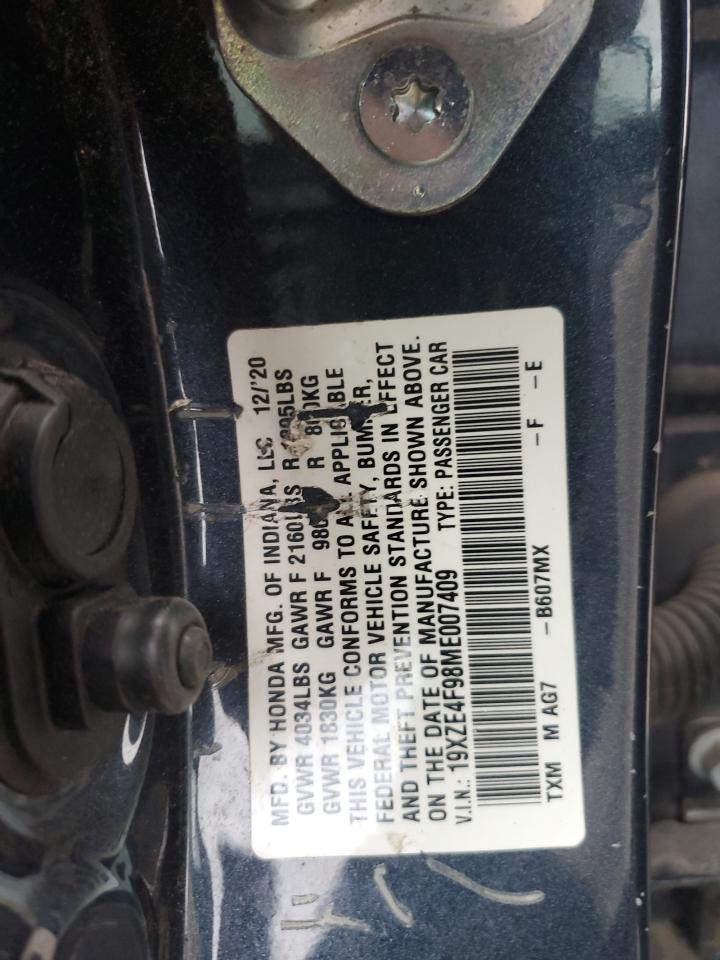 MFD. BY HONDA MFG. OF INDIANA, LLC 12/'20
GVWR 4034LBS GAWR F 2160LBS R
GVWR 1830KG GAWR F R
THIS VEHICLE CONFORMS TO ALL APPLICABLE
FEDERAL MOTOR VEHICLE SAFETY, BUMPER,
AND THEFT PREVENTION STANDARDS IN EFFECT
ON THE DATE OF MANUFACTURE SHOWN ABOVE.
V.I.N.: 19XZE4F98ME007409 TYPE: PASSENGER CAR
TXM M AG7 -B607MX -F -E